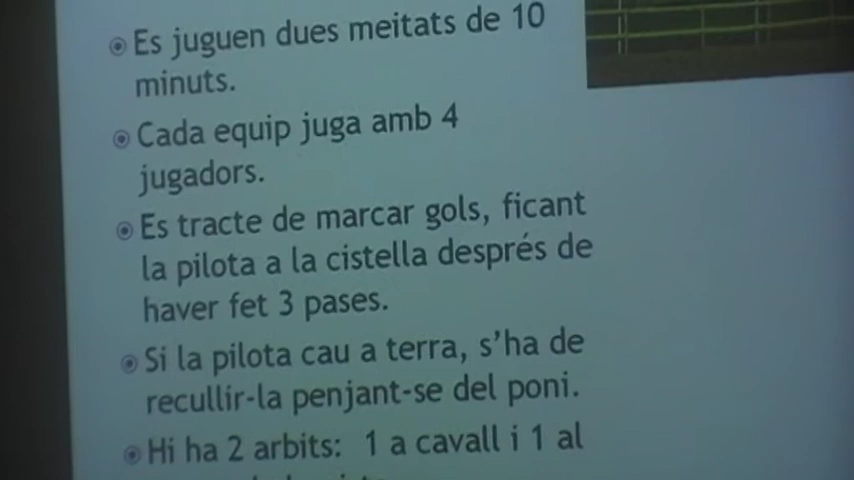 Es juguen dues meitats de 10
minuts.
Cada equip juga amb 4
jugadors.
Es tracte de marcar gols, ficant
la pilota a la cistella després de
haver fet 3 pases.
Si la pilota cau a terra, s'ha de
recullir-la penjant-se del poni.
Hi ha 2 arbits: 1 a cavall i 1 al